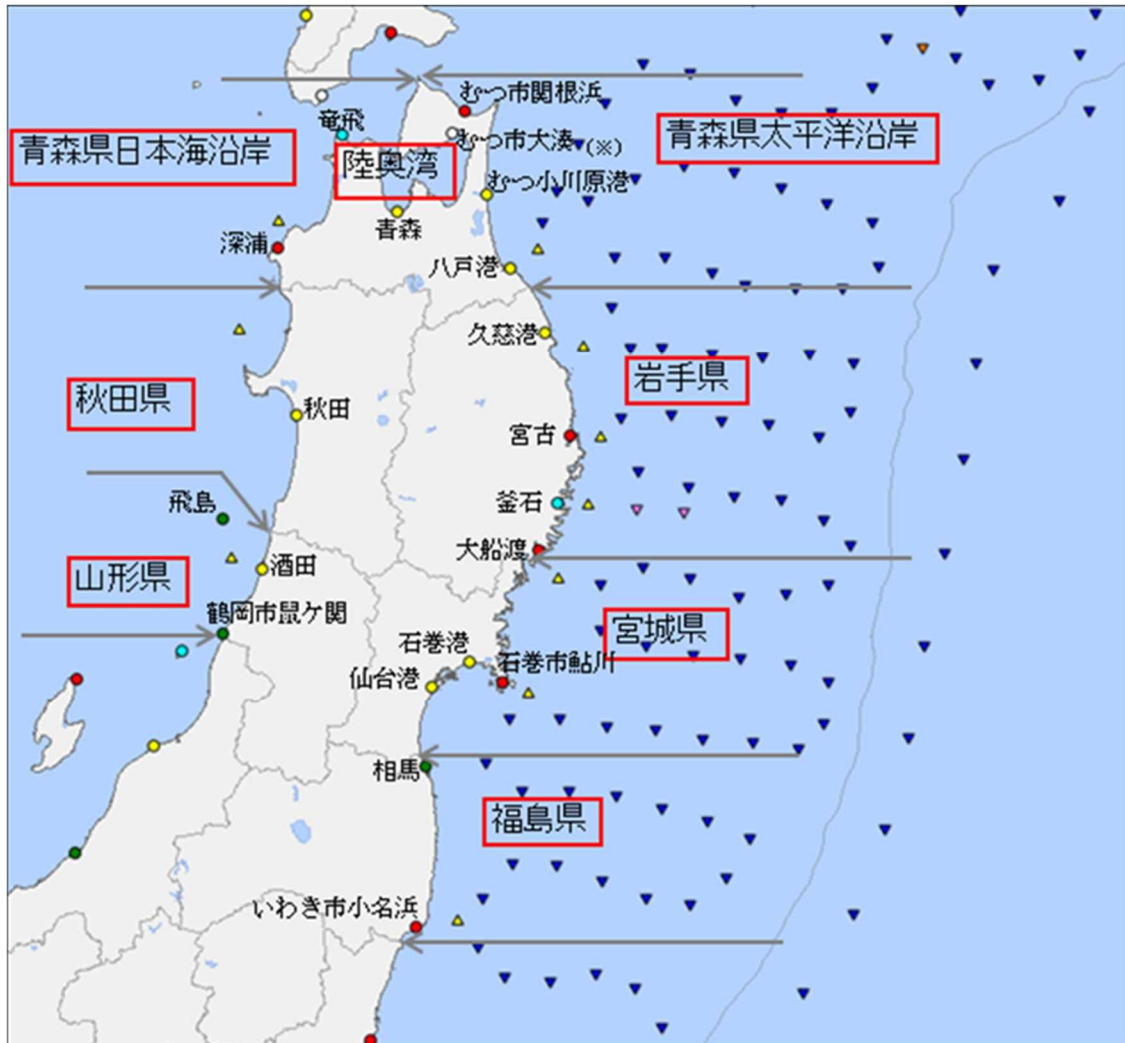 むつ市関根浜
竜飛
青森県日本海沿岸
陸奥湾
むつ市大湊(※)
青森県太平洋沿岸
むつ小川原港
青森
深浦
八戸港
久慈港
岩手県
秋田県
秋田
宮古
飛島
釜石
大船渡
酒田
山形県
鶴岡市鼠ケ関
宮城県
石巻港
石巻市鮎川
仙台港
相馬
福島県
いわき市小名浜